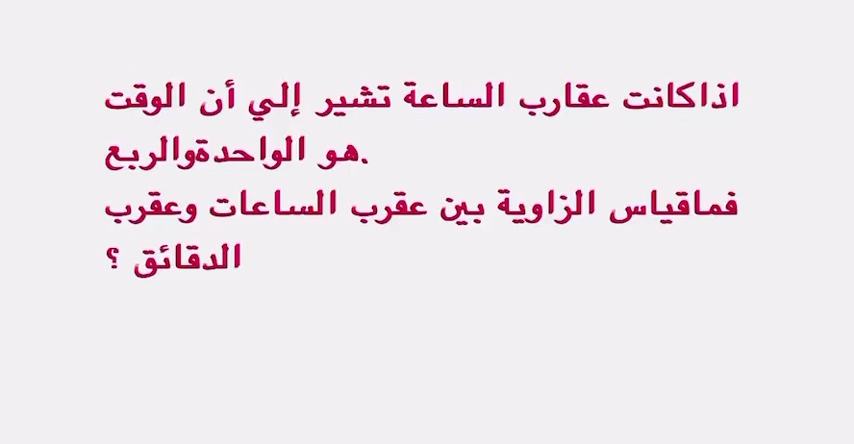 اذاكانت عقارب الساعة تشير إلي أن الوقت
هو الواحدةوالربع.
فماقياس الزاوية بين عقرب الساعات وعقرب
الدقائق ؟